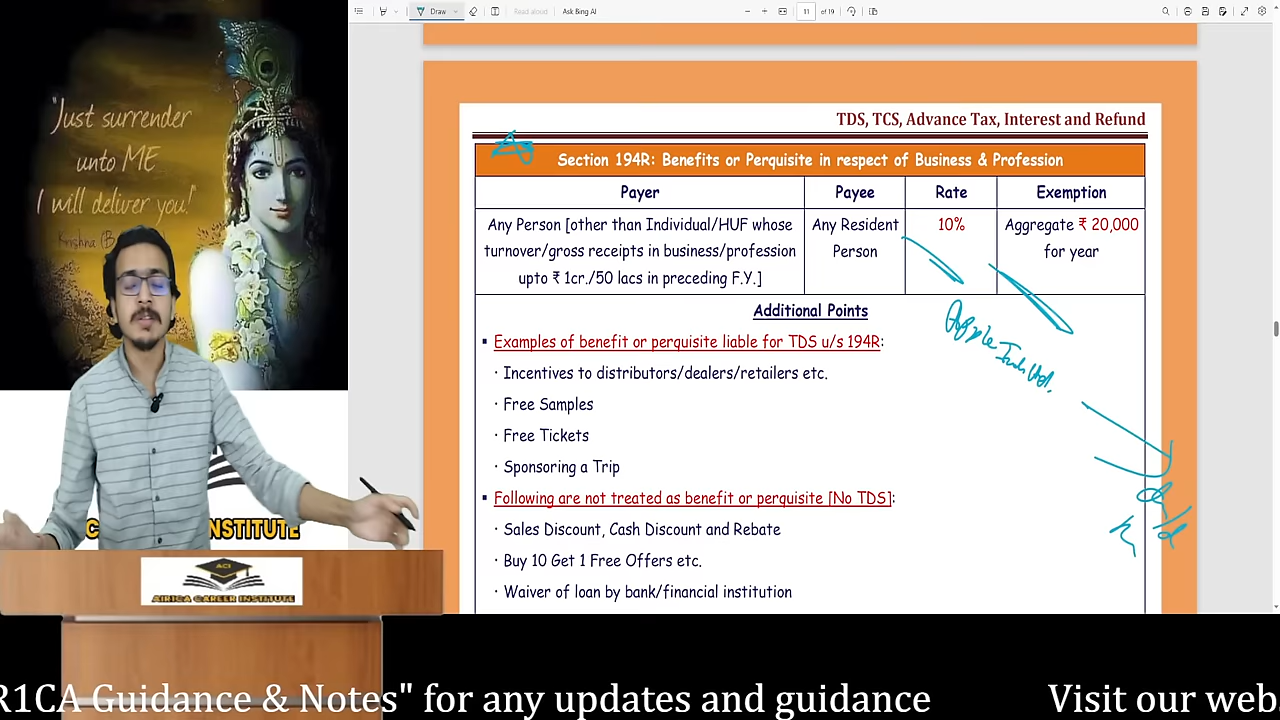 Draw
Read aloud
Ask Bing AI
11 of 19
"Just surrender
unto ME
I will deliver you!"
TDS, TCS, Advance Tax, Interest and Refund
Section 194R: Benefits or Perquisite in respect of Business & Profession
Payer Payee Rate Exemption
Any Person [other than Individual/HUF whose turnover/gross receipts in business/profession upto ₹ 1cr./50 lacs in preceding F.Y.] Any Resident Person 10% Aggregate ₹ 20,000 for year
Additional Points
▪ Examples of benefit or perquisite liable for TDS u/s 194R:
· Incentives to distributors/dealers/retailers etc.
· Free Samples
· Free Tickets
· Sponsoring a Trip
▪ Following are not treated as benefit or perquisite [No TDS]:
· Sales Discount, Cash Discount and Rebate
· Buy 10 Get 1 Free Offers etc.
· Waiver of loan by bank/financial institution
NSTITUTE
ACI
AIR1CA CAREER INSTITUTE
R1CA Guidance & Notes" for any updates and guidance Visit our web